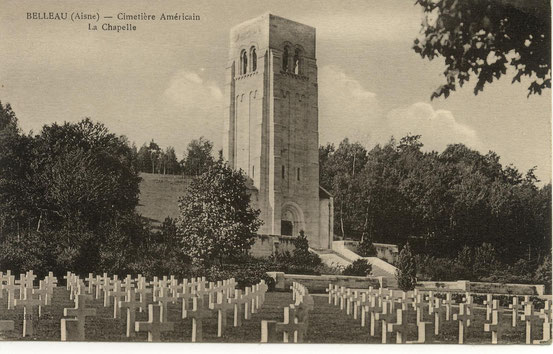 BELLEAU (Aisne) — Cimetière Américain
La Chapelle